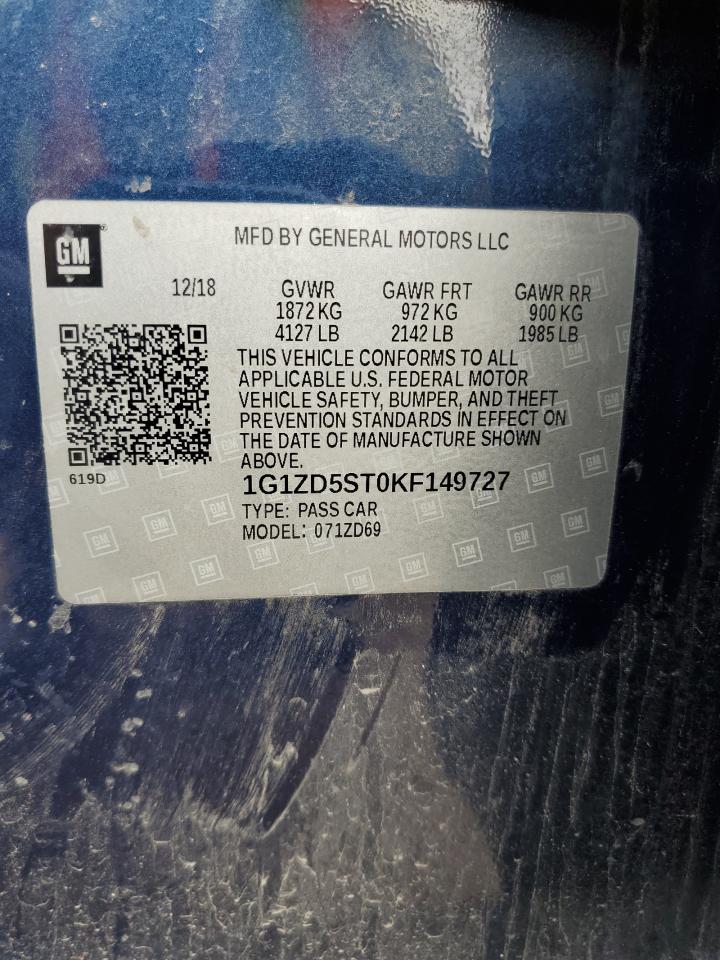 GM
MFD BY GENERAL MOTORS LLC
12/18 GVWR GAWR FRT GAWR RR
1872 KG 972 KG 900 KG
4127 LB 2142 LB 1985 LB
THIS VEHICLE CONFORMS TO ALL
APPLICABLE U.S. FEDERAL MOTOR
VEHICLE SAFETY, BUMPER, AND THEFT
PREVENTION STANDARDS IN EFFECT ON
THE DATE OF MANUFACTURE SHOWN
ABOVE.
619D
1G1ZD5ST0KF149727
TYPE: PASS CAR
MODEL: 071ZD69